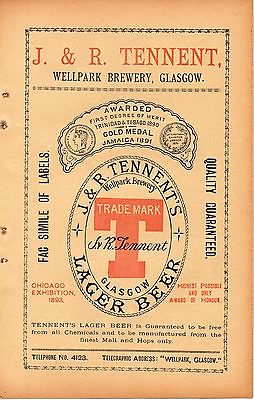 J. & R. TENNENT,
WELLPARK BREWERY, GLASGOW.
AWARDED
FIRST DEGREE OF MERIT
TRINIDAD & TOBAGO 1890
GOLD MEDAL
JAMAICA 1891
FAC SIMILE OF LABELS.
QUALITY GUARANTEED.
J & R TENNENT'S
Wellpark Brewery
TRADE MARK
T
J & R. Tennent
GLASGOW
LAGER BEER
CHICAGO
EXHIBITION,
1893,
HIGHEST POSSIBLE
AND ONLY
AWARD OF HONOUR.
TENNENT'S LAGER BEER is Guaranteed to be free
from all Chemicals and to be manufactured from the
finest Malt and Hops only.
TELEPHONE NO. 4123.
TELEGRAPHIC ADDRESS: "WELLPARK, GLASGOW."